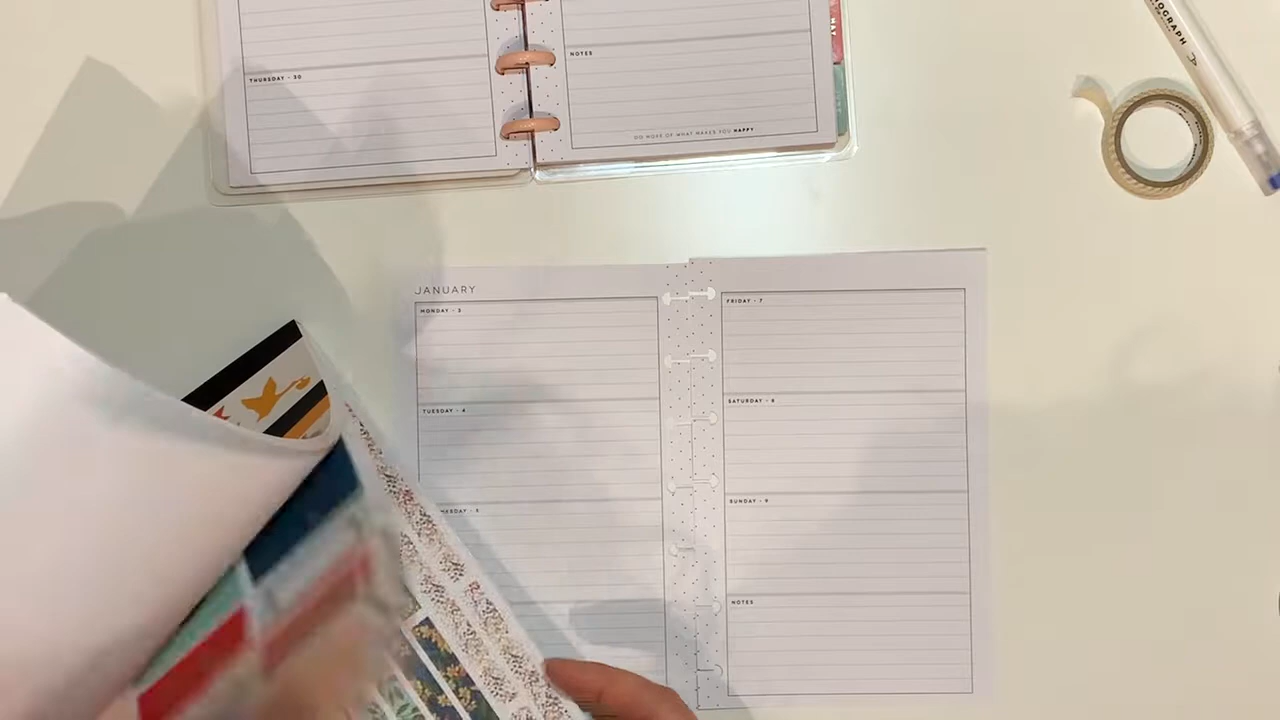 THURSDAY - 30
NOTES
DO MORE OF WHAT MAKES YOU HAPPY
JANUARY
MONDAY - 3
TUESDAY - 4
FRIDAY - 7
SATURDAY - 8
SUNDAY - 9
NOTES